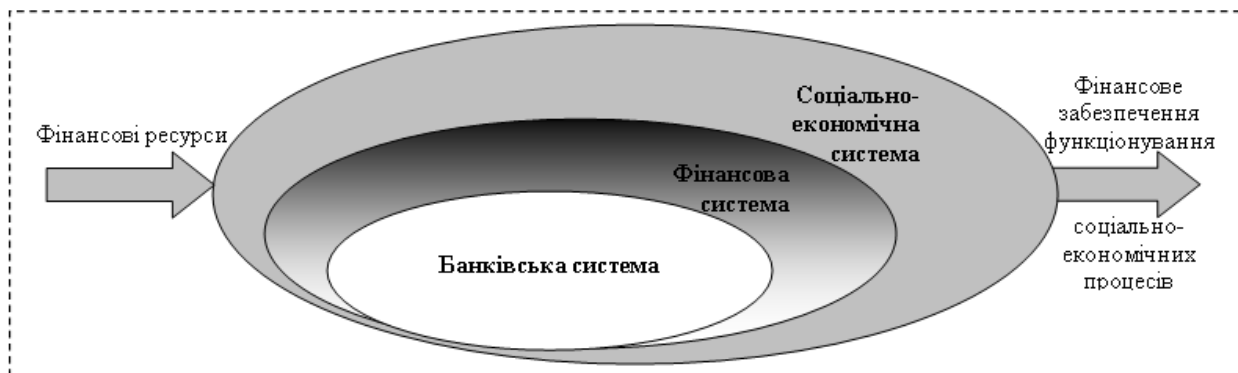 Фінансові ресурси
Соціально-
економічна
система
Фінансова
система
Банківська система
Фінансове
забезпечення
функціонування
соціально-
економічних
процесів